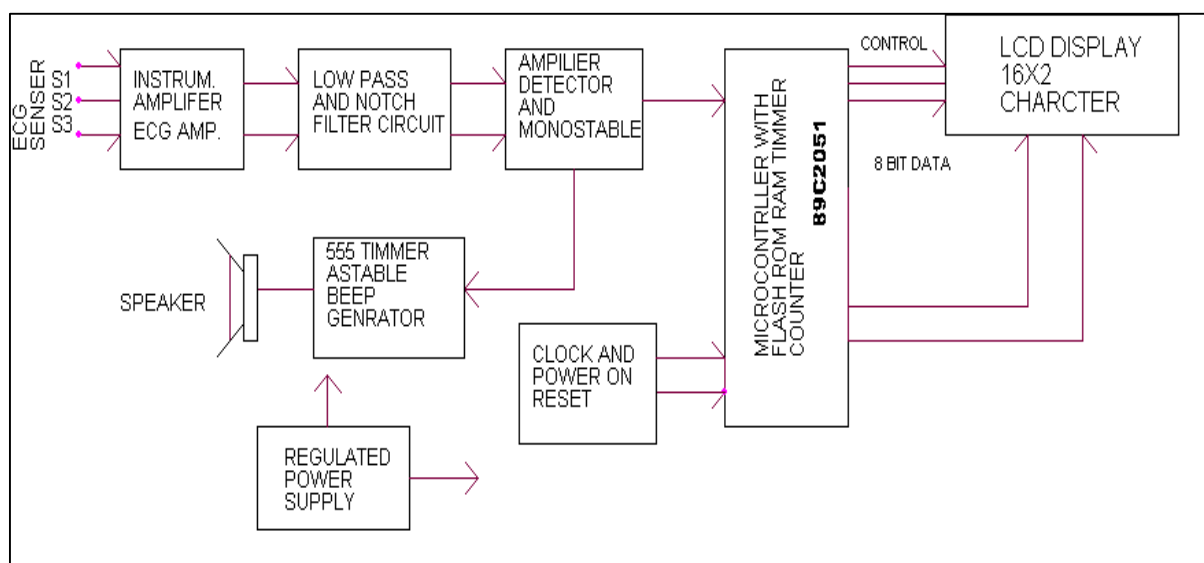 ECG
SENSER
S1
S2
S3
INSTRUM.
AMPLIFER
ECG AMP.
LOW PASS
AND NOTCH
FILTER CIRCUIT
AMPILIER
DETECTOR
AND
MONOSTABLE
MICROCONTRLLER WITH
FLASH ROM RAM TIMMER
COUNTER
89C2051
CONTROL
8 BIT DATA
LCD DISPLAY
16X2
CHARCTER
SPEAKER
555 TIMMER
ASTABLE
BEEP
GENRATOR
CLOCK AND
POWER ON
RESET
REGULATED
POWER
SUPPLY